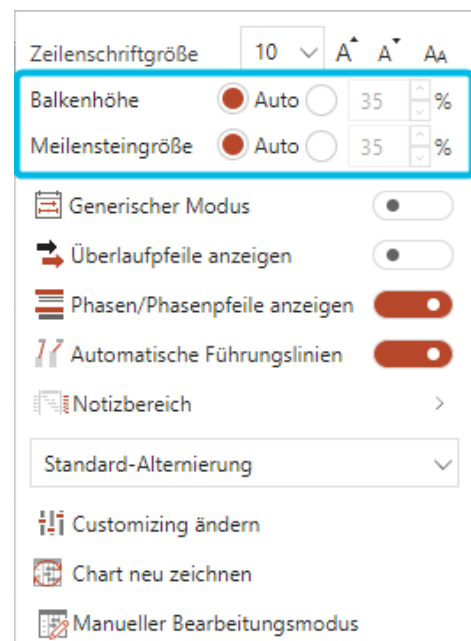 Zeilenschriftgröße 10 A A AA
Balkenhöhe Auto 35 %
Meilensteingröße Auto 35 %
Generischer Modus
Überlaufpfeile anzeigen
Phasen/Phasenpfeile anzeigen
Automatische Führungslinien
Notizbereich
Standard-Alternierung
Customizing ändern
Chart neu zeichnen
Manueller Bearbeitungsmodus